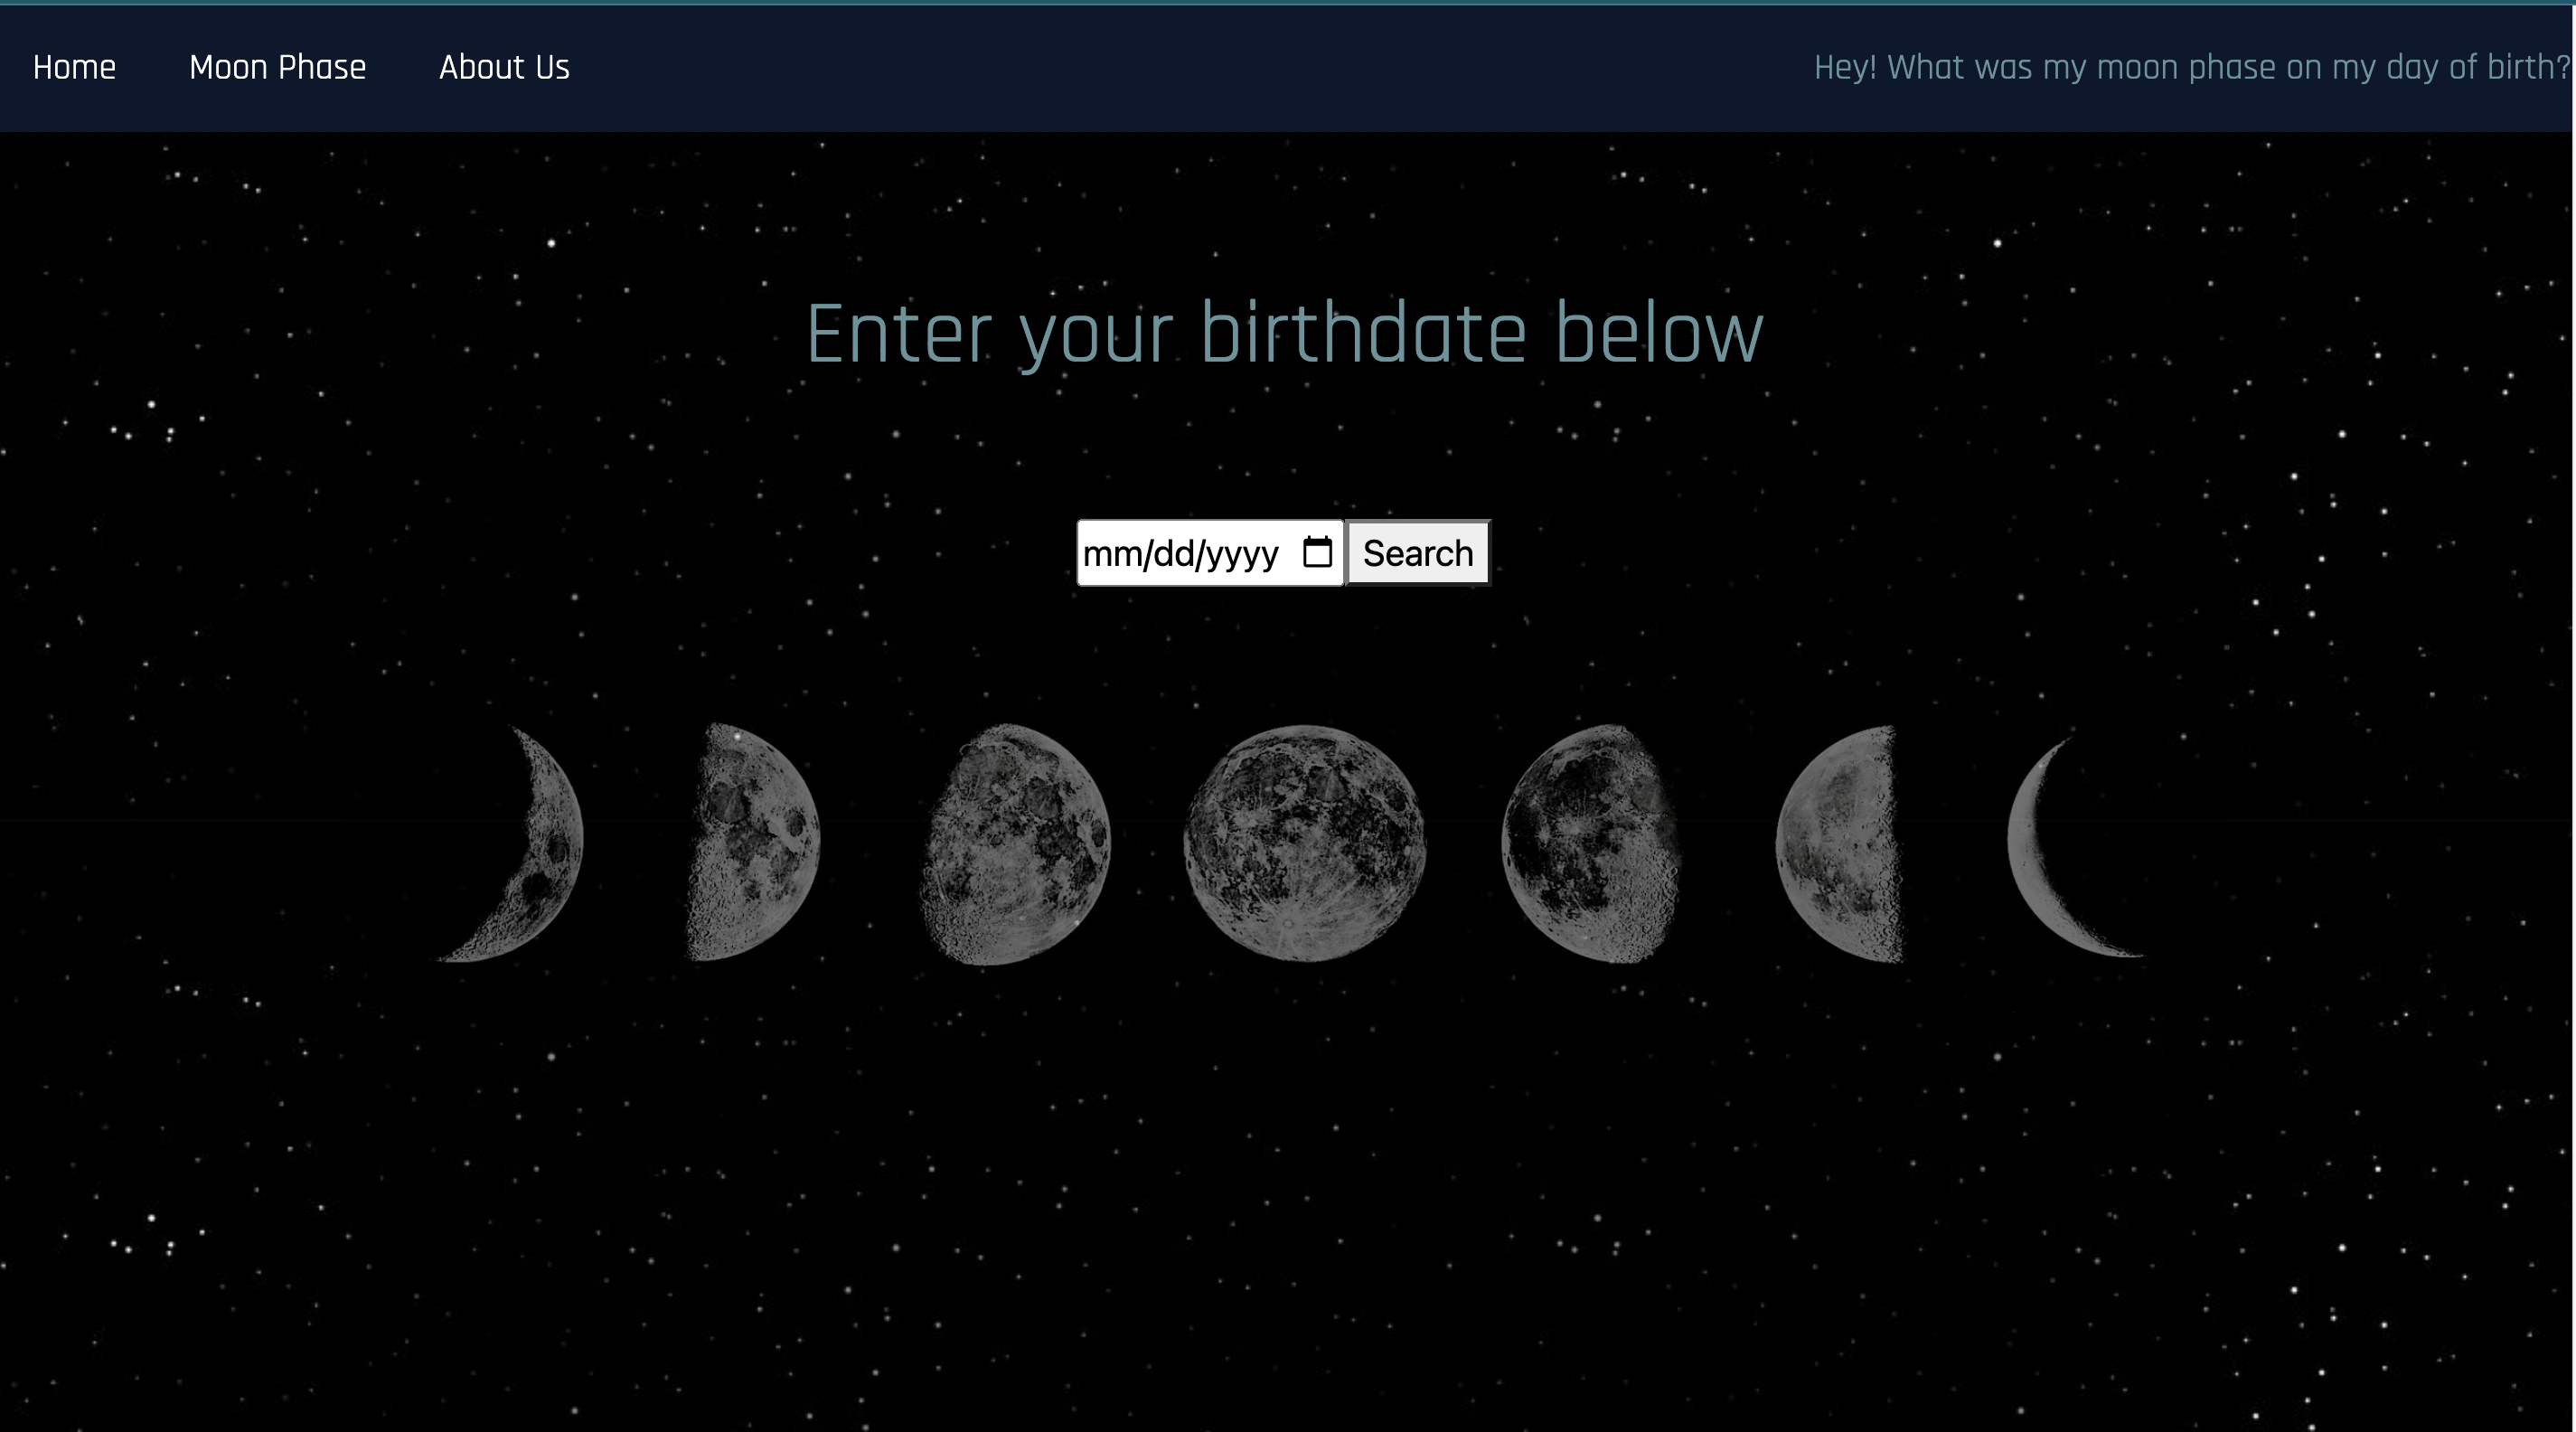 Home Moon Phase About Us Hey! What was my moon phase on my day of birth?
Enter your birthdate below
mm/dd/yyyy Search